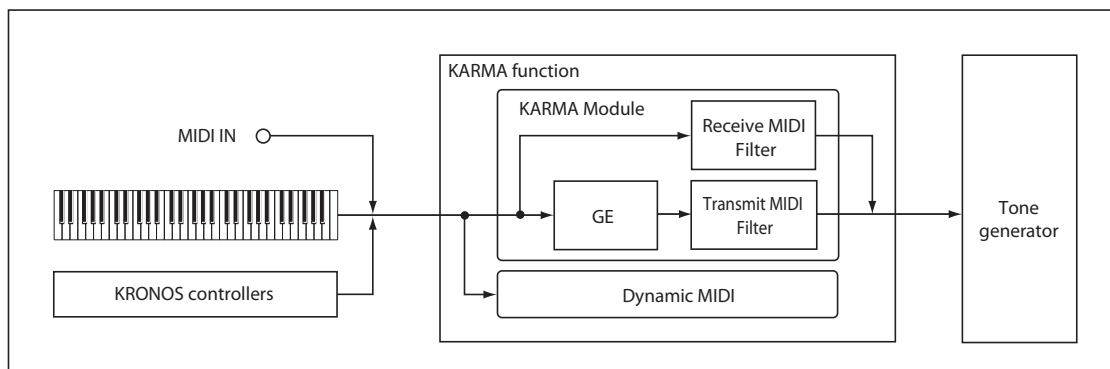 KARMA function
KARMA Module
MIDI IN
Receive MIDI
Filter
GE
Transmit MIDI
Filter
Tone
generator
KRONOS controllers
Dynamic MIDI